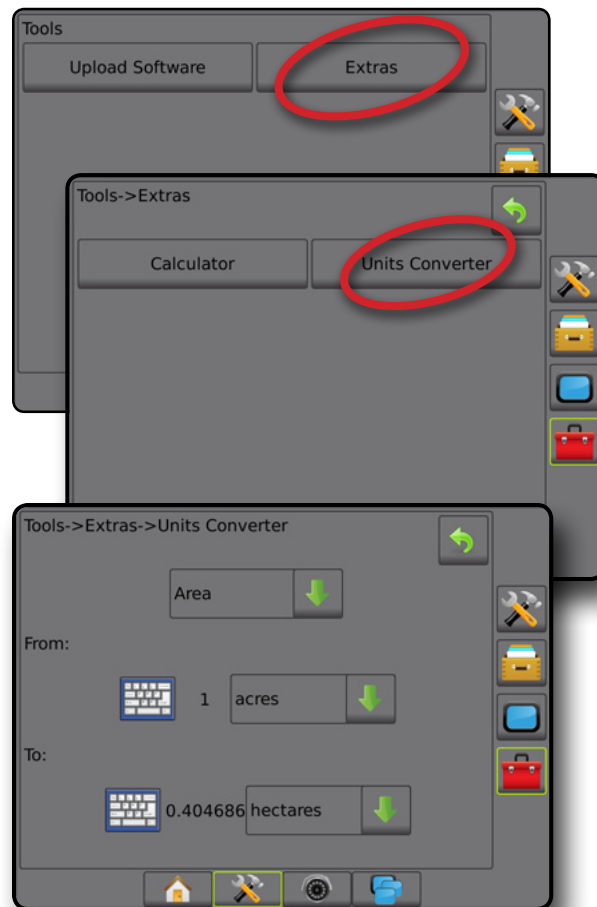 Tools
Upload Software Extras
Tools->Extras
Calculator Units Converter
Tools->Extras->Units Converter
Area
From:
1 acres
To:
0.404686 hectares